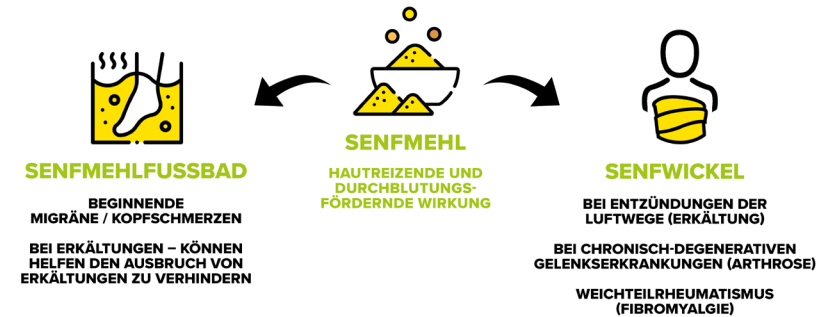 SENFMEHL
HAUTREIZENDE UND
DURCHBLUTUNGS-
FÖRDERNDE WIRKUNG
SENFMEHLFUSSBAD
BEGINNENDE
MIGRÄNE / KOPFSCHMERZEN
BEI ERKÄLTUNGEN – KÖNNEN
HELFEN DEN AUSBRUCH VON
ERKÄLTUNGEN ZU VERHINDERN
SENFWICKEL
BEI ENTZÜNDUNGEN DER
LUFTWEGE (ERKÄLTUNG)
BEI CHRONISCH-DEGENERATIVEN
GELENKSERKRANKUNGEN (ARTHROSE)
WEICHTEILRHEUMATISMUS
(FIBROMYALGIE)